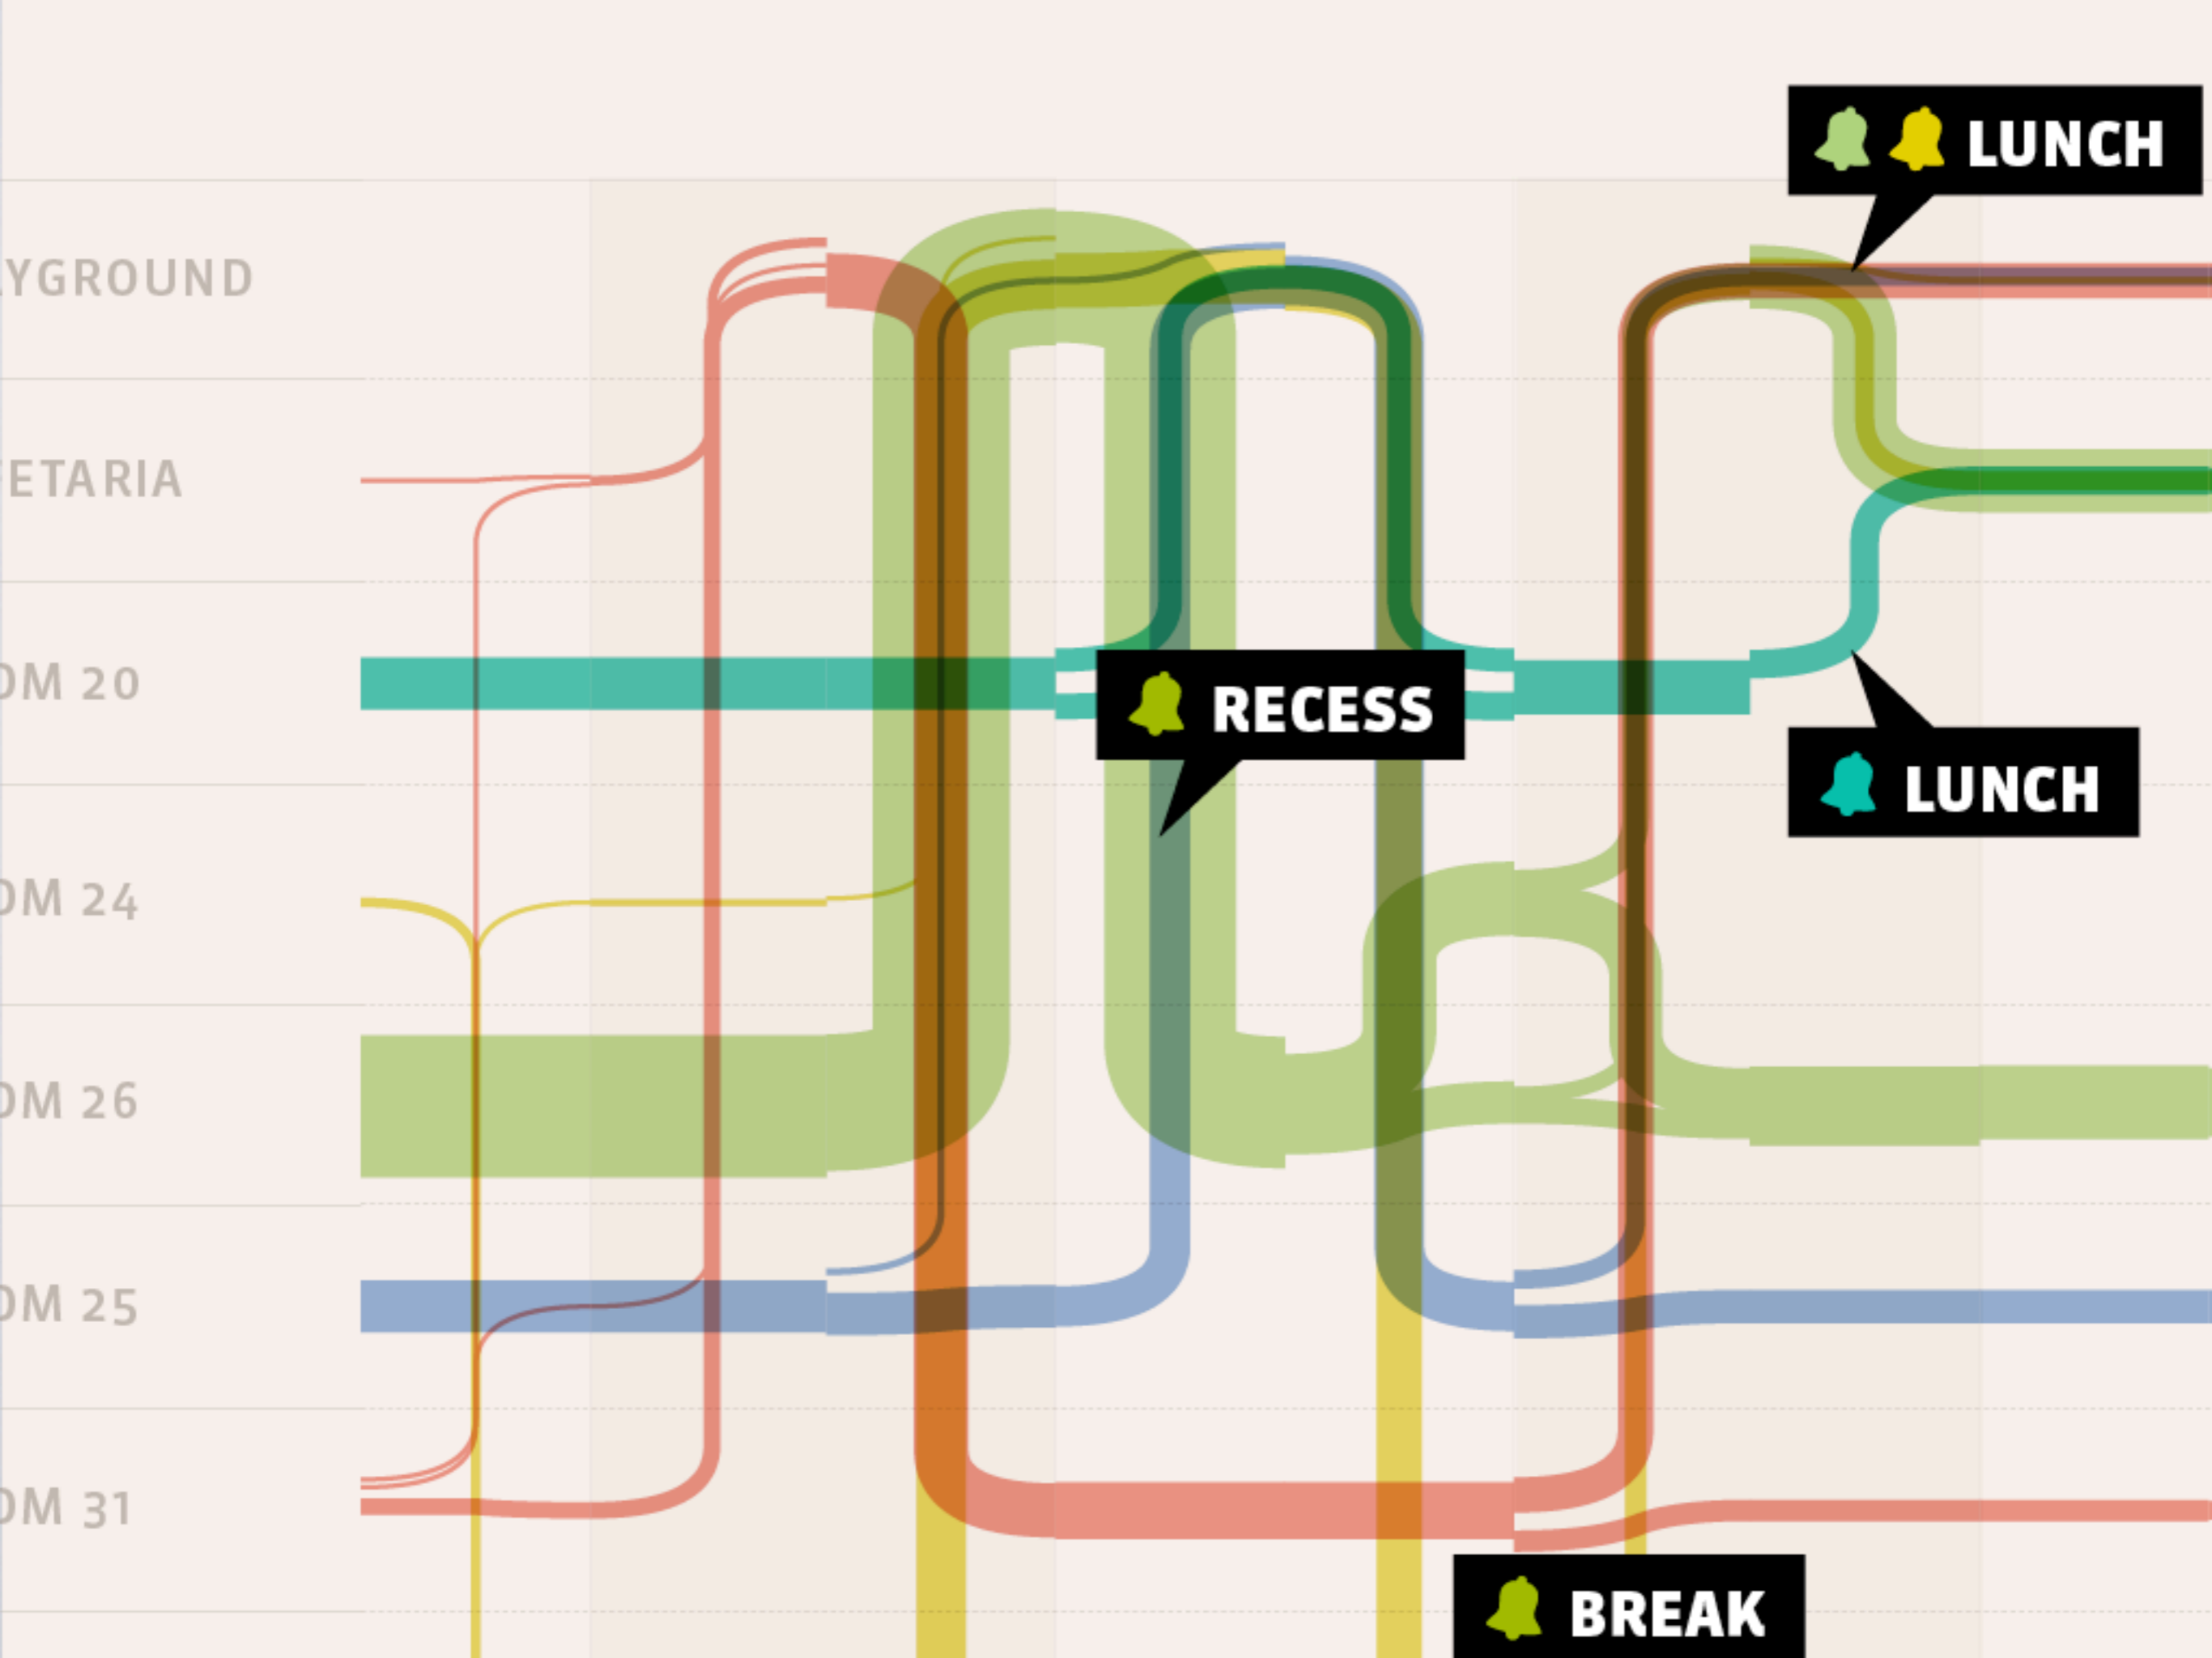 YGROUND
LUNCH
ETARIA
OM 20
RECESS
LUNCH
OM 24
OM 26
OM 25
OM 31
BREAK